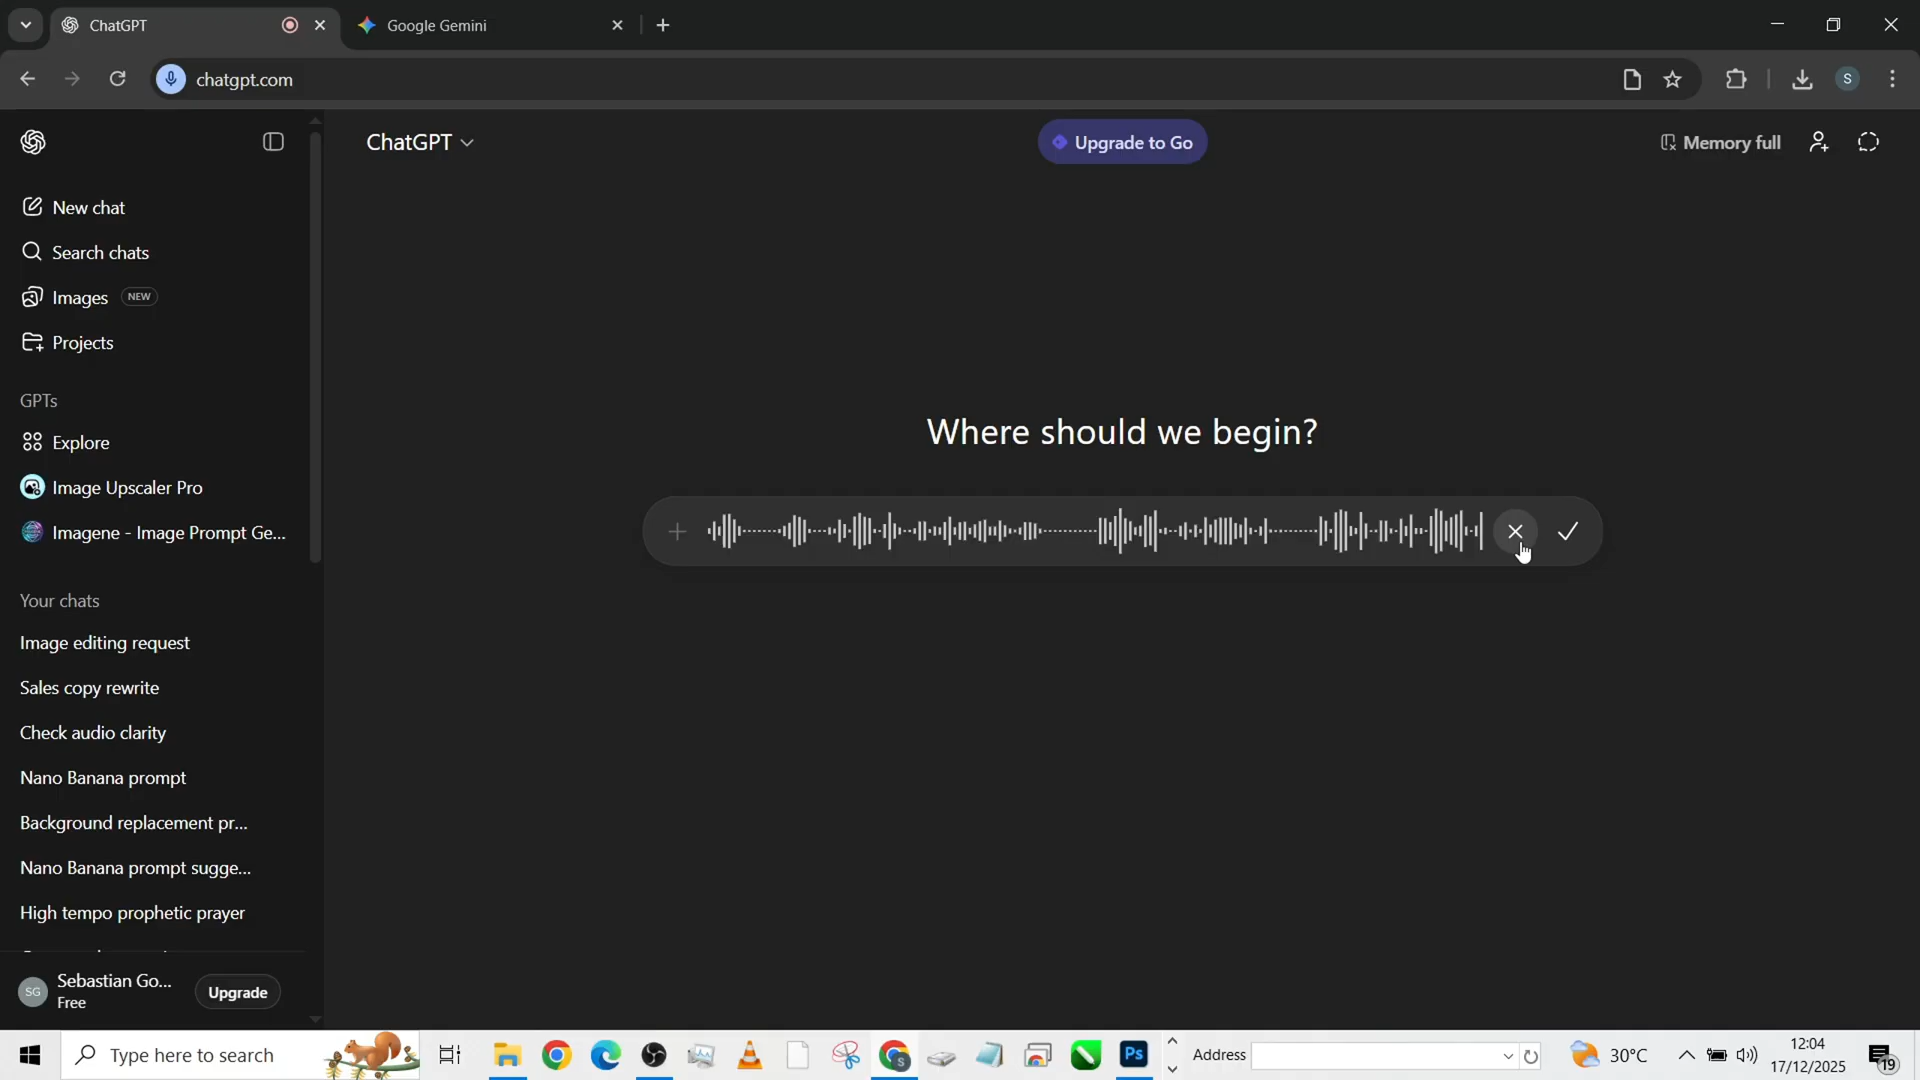 ChatGPT
Google Gemini
chatgpt.com
S
ChatGPT
Upgrade to Go
Memory full
New chat
Search chats
Images NEW
Projects
GPTs
Explore
Image Upscaler Pro
Imagene - Image Prompt Ge...
Where should we begin?
Your chats
Image editing request
Sales copy rewrite
Check audio clarity
Nano Banana prompt
Background replacement pr...
Nano Banana prompt sugge...
High tempo prophetic prayer
SG
Sebastian Go...
Free
Upgrade
Type here to search
Ps
Address
30°C
12:04
17/12/2025
19